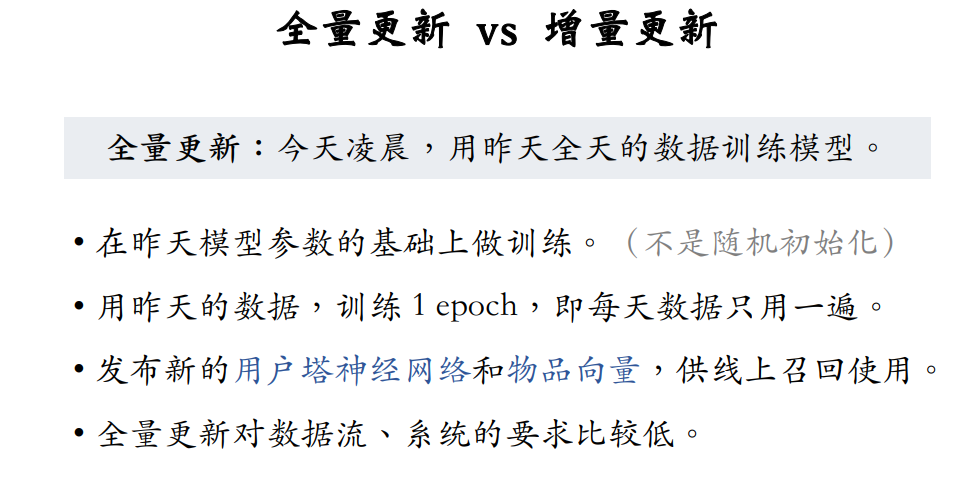 全量更新 vs 增量更新
全量更新：今天凌晨，用昨天全天的数据训练模型。
• 在昨天模型参数的基础上做训练。（不是随机初始化）
• 用昨天的数据，训练 1 epoch，即每天数据只用一遍。
• 发布新的用户塔神经网络和物品向量，供线上召回使用。
• 全量更新对数据流、系统的要求比较低。